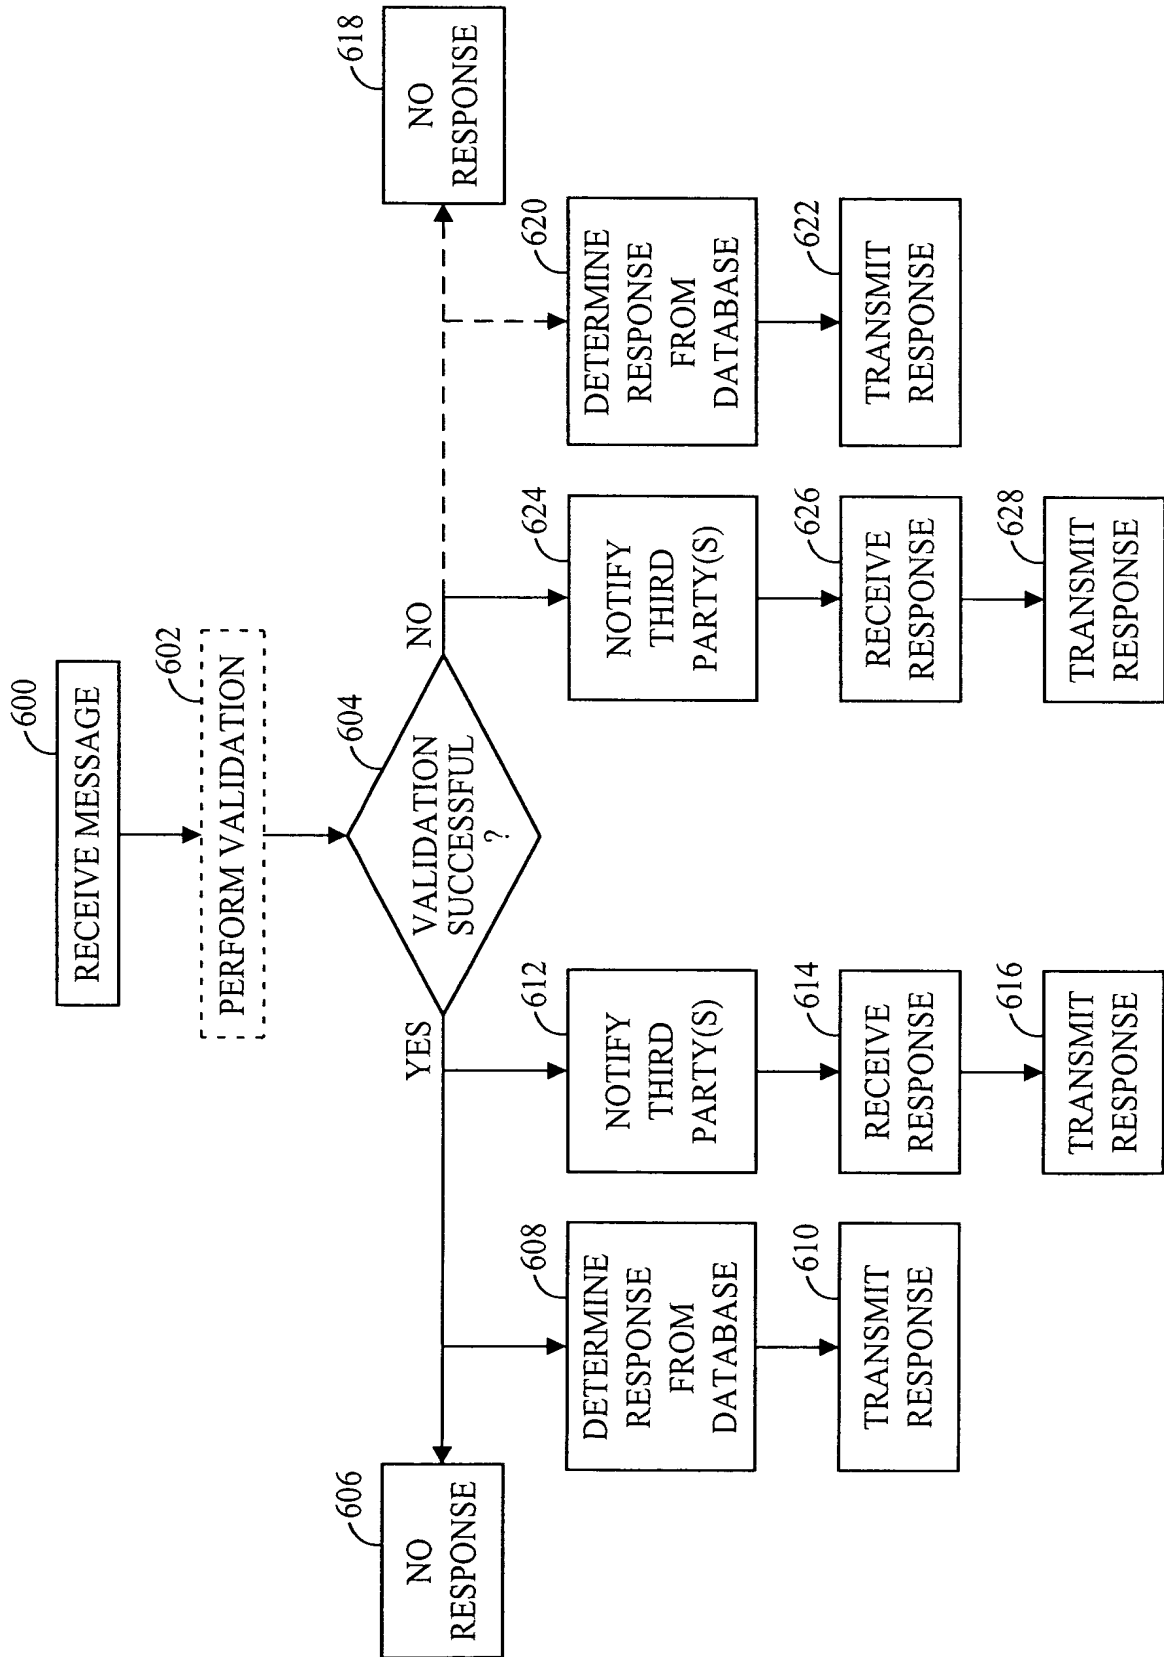 600
RECEIVE MESSAGE
602
PERFORM VALIDATION
604
VALIDATION
SUCCESSFUL
?
YES
NO
606
NO
RESPONSE
608
DETERMINE
RESPONSE
FROM
DATABASE
610
TRANSMIT
RESPONSE
612
NOTIFY
THIRD
PARTY(S)
614
RECEIVE
RESPONSE
616
TRANSMIT
RESPONSE
624
NOTIFY
THIRD
PARTY(S)
626
RECEIVE
RESPONSE
628
TRANSMIT
RESPONSE
620
DETERMINE
RESPONSE
FROM
DATABASE
622
TRANSMIT
RESPONSE
618
NO
RESPONSE